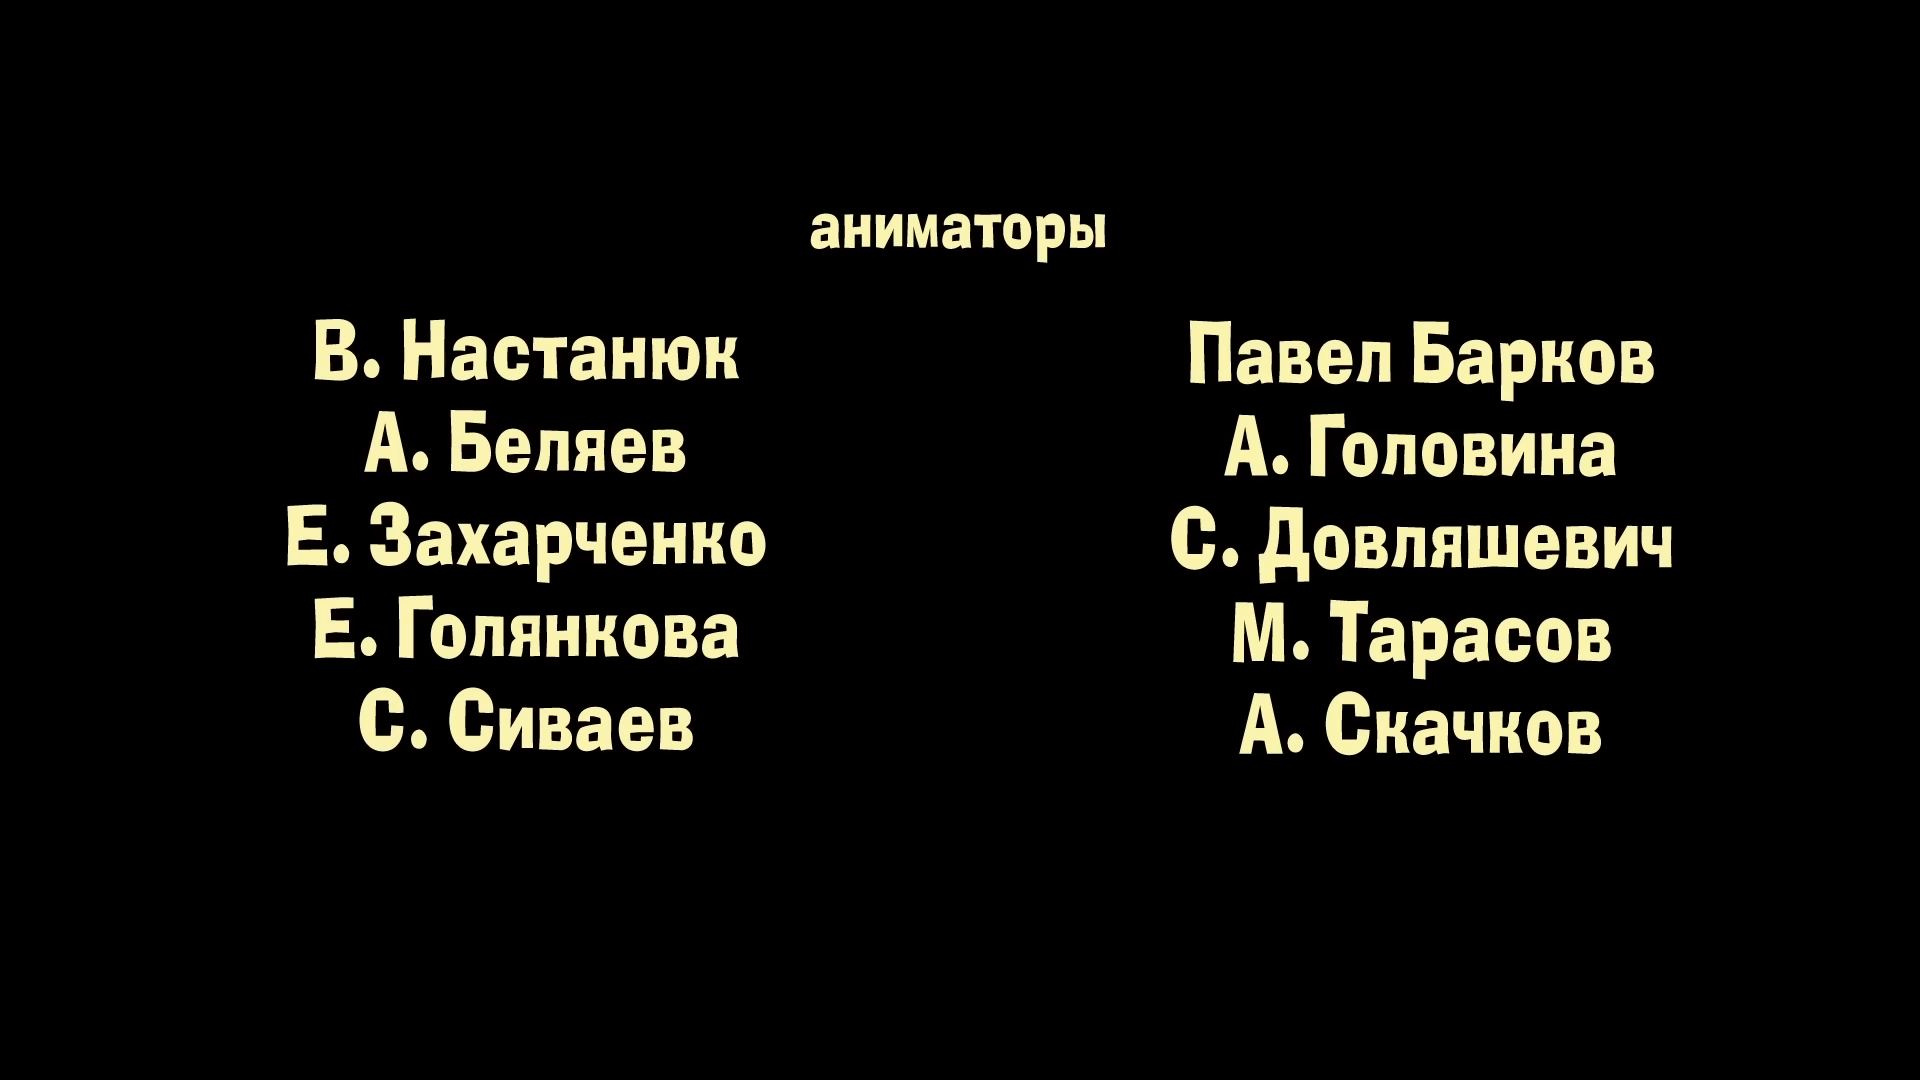 аниматоры
В. Настанюк
А. Беляев
Е. Захарченко
Е. Голянкова
С. Сиваев
Павел Барков
А. Головина
С. Довляшевич
М. Тарасов
А. Скачков